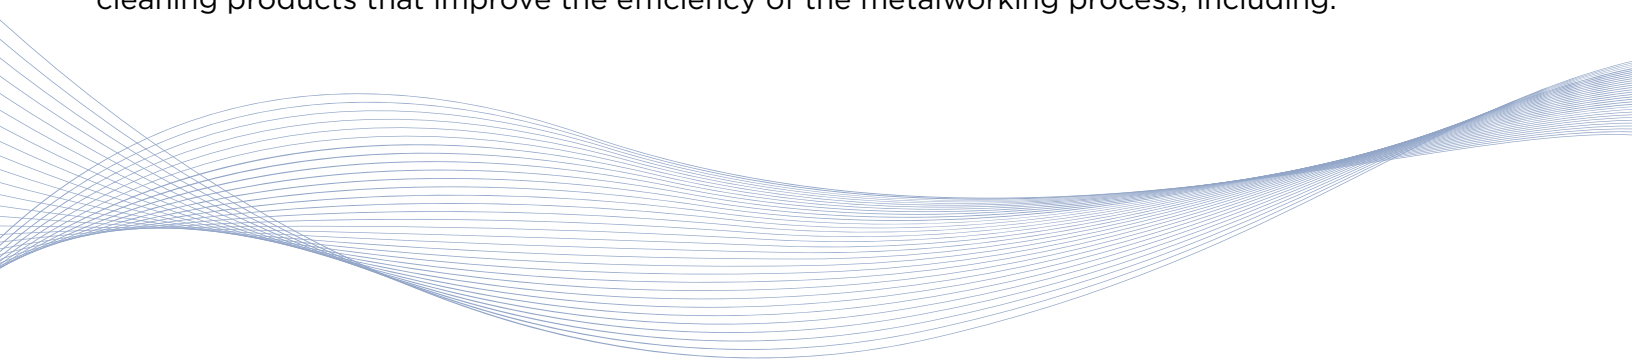 cleaning products that improve the efficiency of the metalworking process, including: